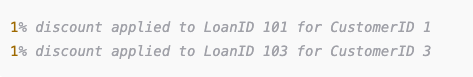 1% discount applied to LoanID 101 for CustomerID 1
1% discount applied to LoanID 103 for CustomerID 3